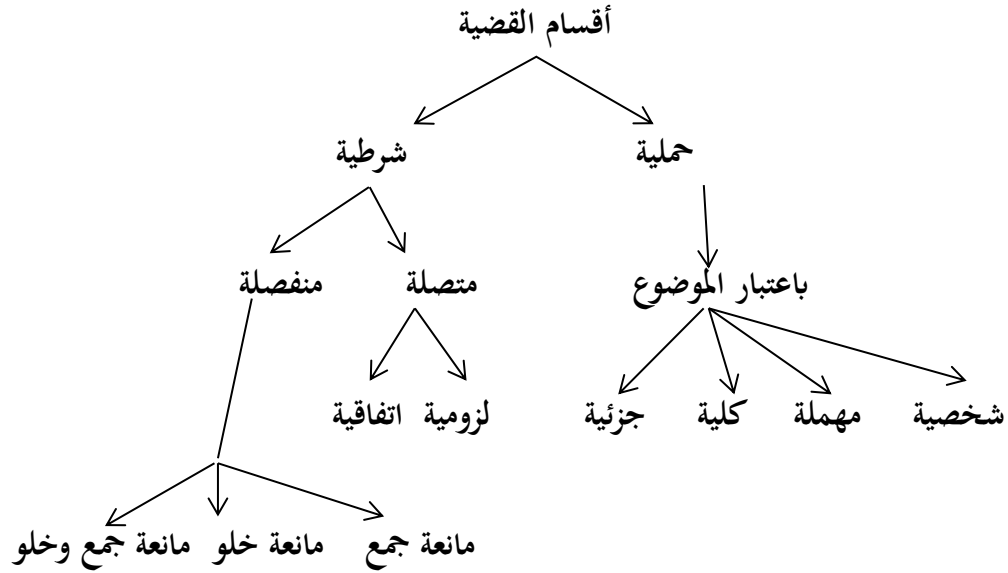 أقسام القضية
حملية شرطية
باعتبار الموضوع متصلة منفصلة
شخصية مهملة كلية جزئية لزومية اتفاقية
مانعة جمع مانعة خلو مانعة جمع وخلو